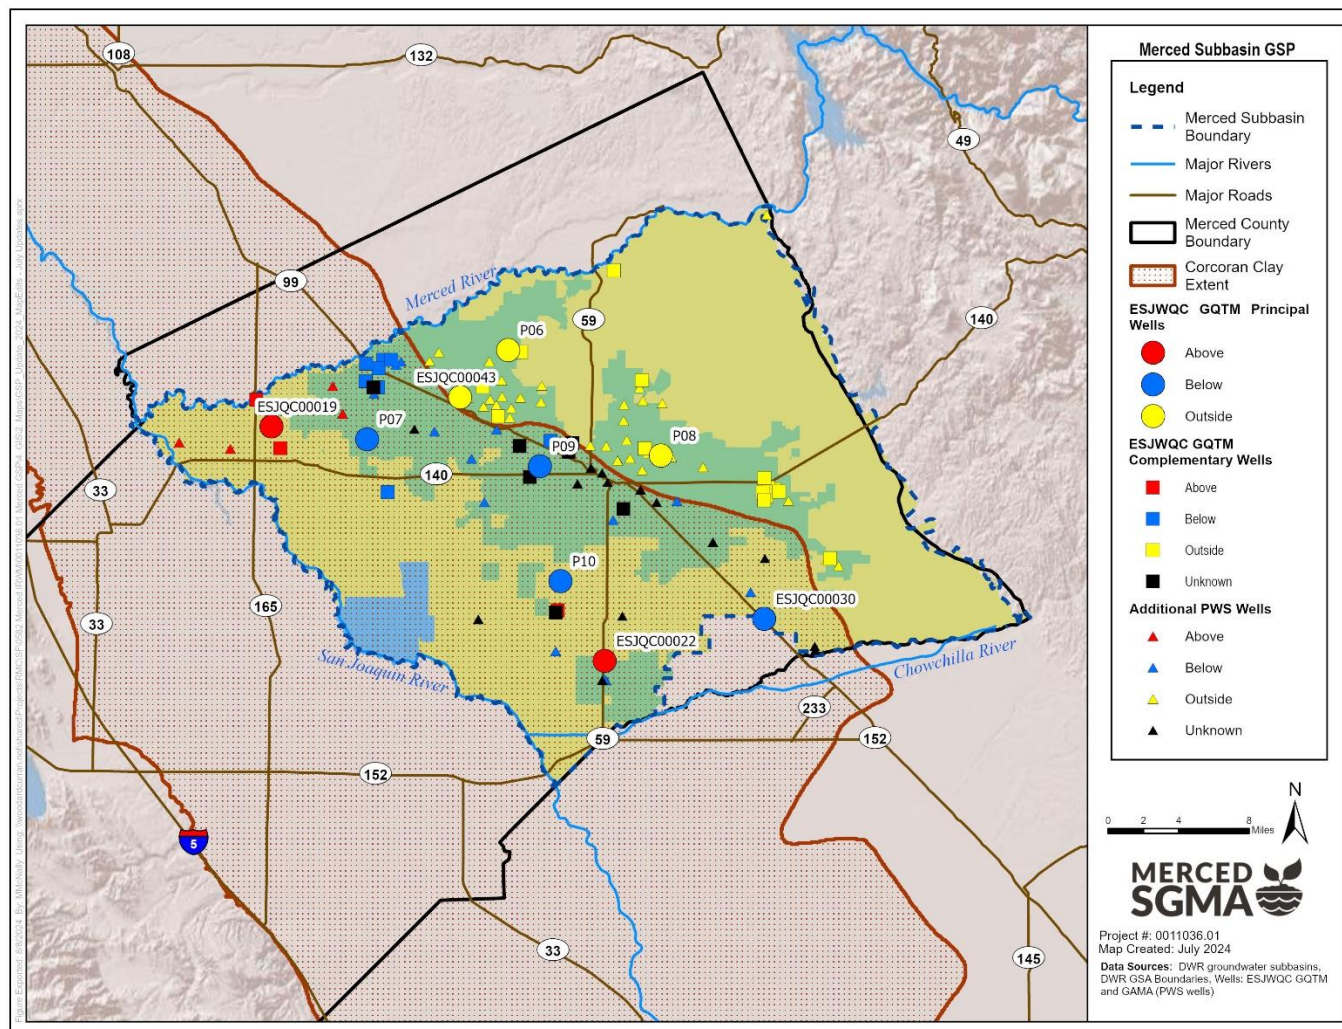 108
132
49
99
Merced River
59
140
P06
ESJQC00043
ESJQC00019
P07
P08
P09
140
33
P10
165
33
ESJQC00030
ESJQC00022
San Joaquin River
Chowchilla River
233
59
152
152
5
33
145
Merced Subbasin GSP
Legend
Merced Subbasin
Boundary
Major Rivers
Major Roads
Merced County
Boundary
Corcoran Clay
Extent
ESJWQC GQTM Principal
Wells
Above
Below
Outside
ESJWQC GQTM
Complementary Wells
Above
Below
Outside
Unknown
Additional PWS Wells
Above
Below
Outside
Unknown
N
0 2 4 8
Miles
MERCED
SGMA
Project #: 0011036.01
Map Created: July 2024
Data Sources: DWR groundwater subbasins,
DWR GSA Boundaries, Wells: ESJWQC GQTM
and GAMA (PWS wells)